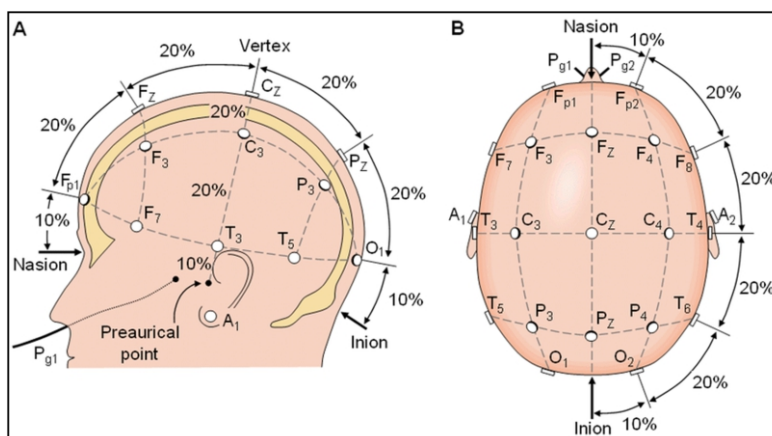 A
20%
Vertex
20%
FZ
CZ
20%
20%
20%
F3
C3
PZ
Fp1
20%
P3
20%
10%
F7
T3
T5
O1
Nasion
10%
10%
Preaurical
point
A1
Inion
Pg1
B
Nasion
10%
Pg1
Pg2
Fp1
Fp2
20%
F7
F3
FZ
F4
F8
20%
A1
T3
C3
CZ
C4
T4
A2
20%
T5
P3
PZ
P4
T6
O1
O2
20%
Inion
10%